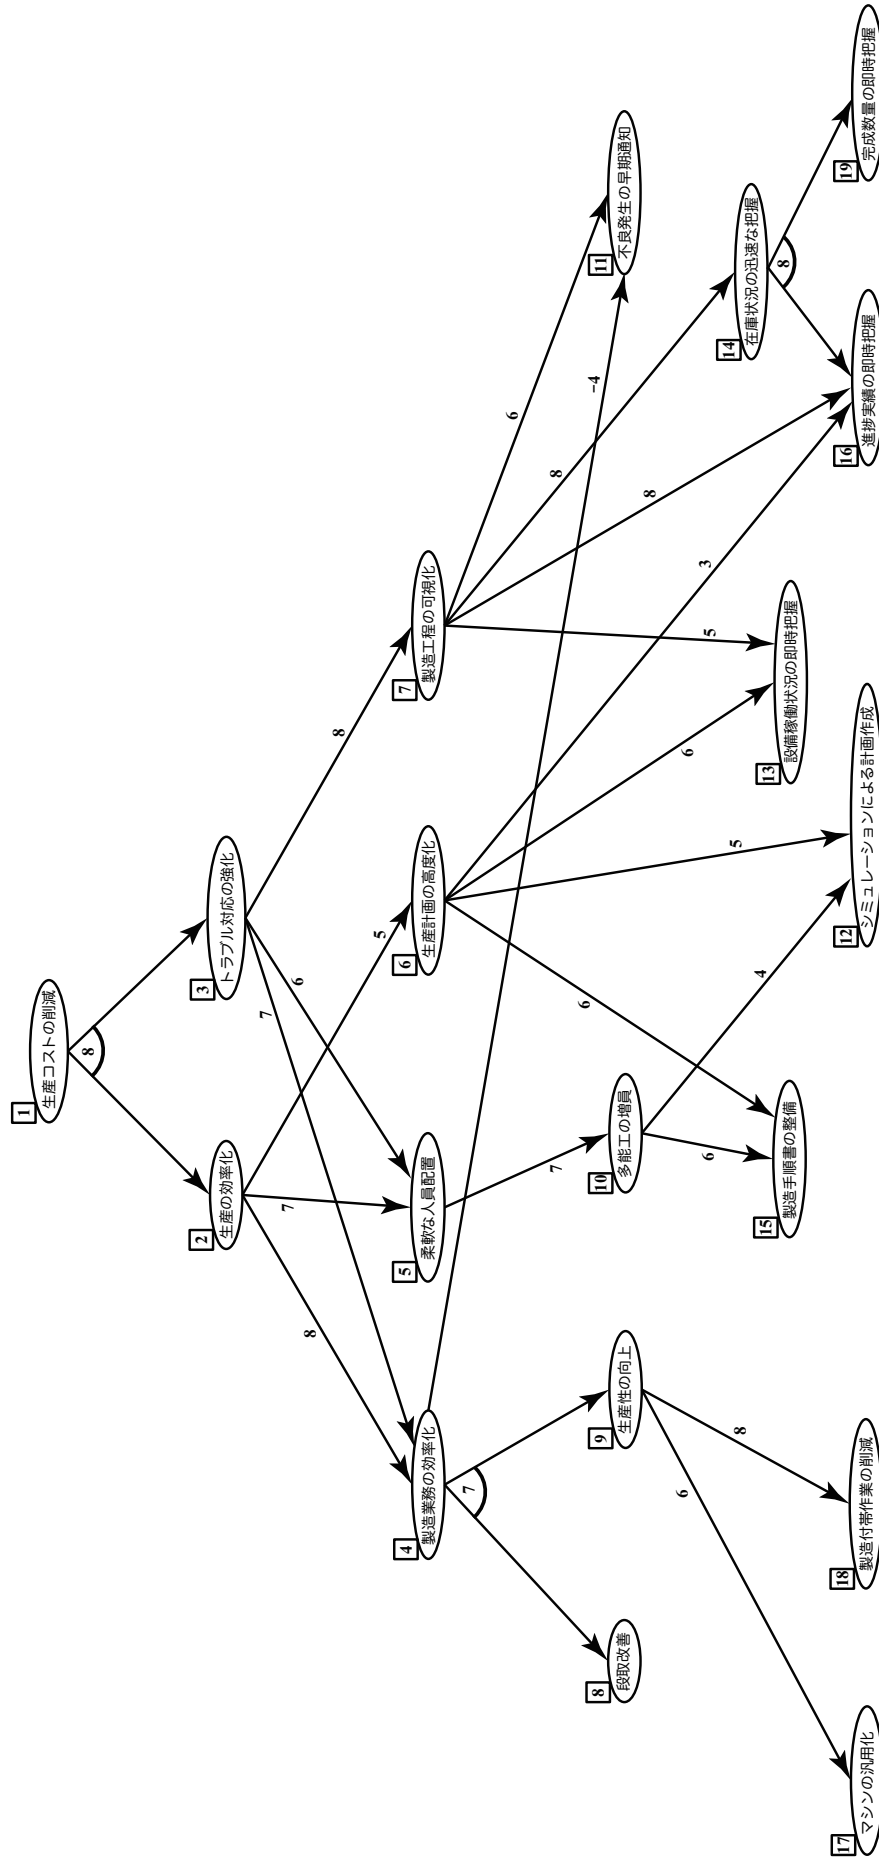 1
生産コストの削減
8
2
生産の効率化
3
トラブル対応の強化
8
7
5
7
6
8
4
製造業務の効率化
5
柔軟な人員配置
6
生産計画の高度化
7
製造工程の可視化
7
7
-4
6
5
6
3
5
8
8
6
8
段取改善
9
生産性の向上
10
多能工の増員
11
不良発生の早期通知
6
8
6
4
14
在庫状況の迅速な把握
8
15
製造手順書の整備
13
設備稼働状況の即時把握
17
マシンの汎用化
18
製造付帯作業の削減
12
シミュレーションによる計画作成
16
進捗実績の即時把握
19
完成数量の即時把握